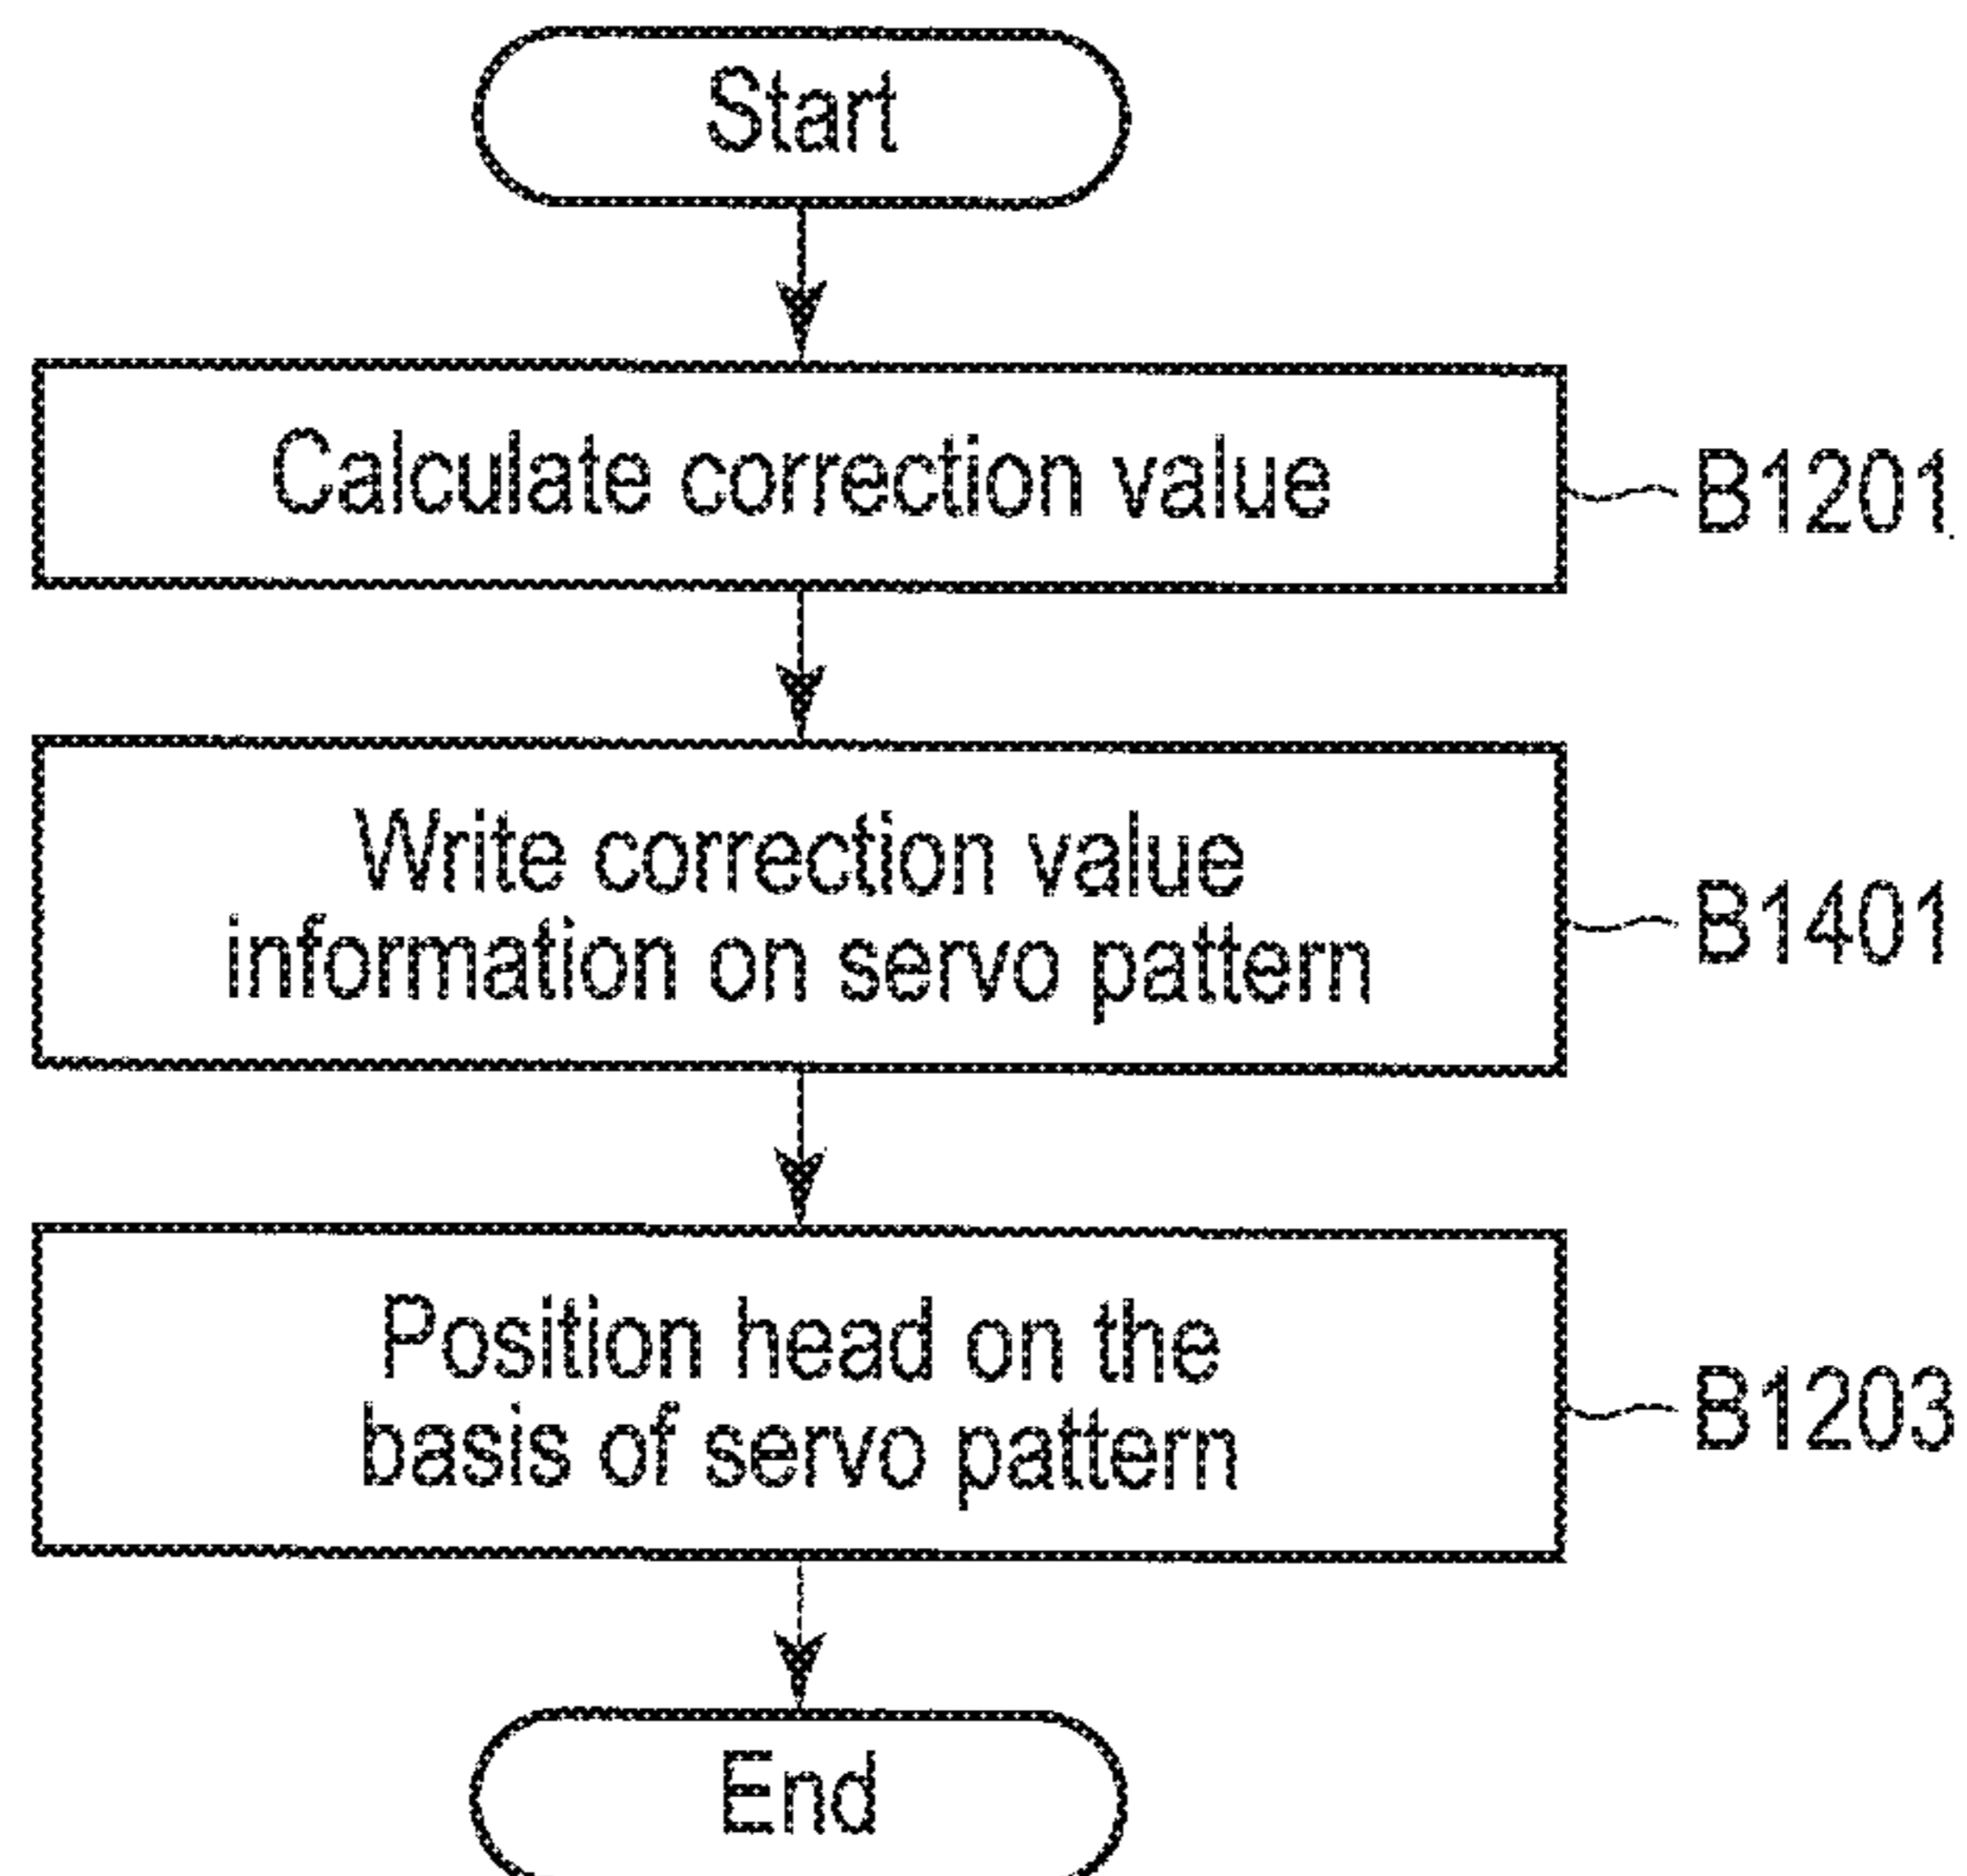 Start
Calculate correction value
B1201
Write correction value
information on servo pattern
B1401
Position head on the
basis of servo pattern
B1203
End